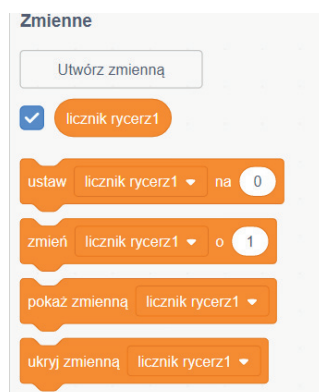 Zmienne
Utwórz zmienną
licznik rycerz1
ustaw licznik rycerz1 na 0
zmień licznik rycerz1 o 1
pokaż zmienną licznik rycerz1
ukryj zmienną licznik rycerz1